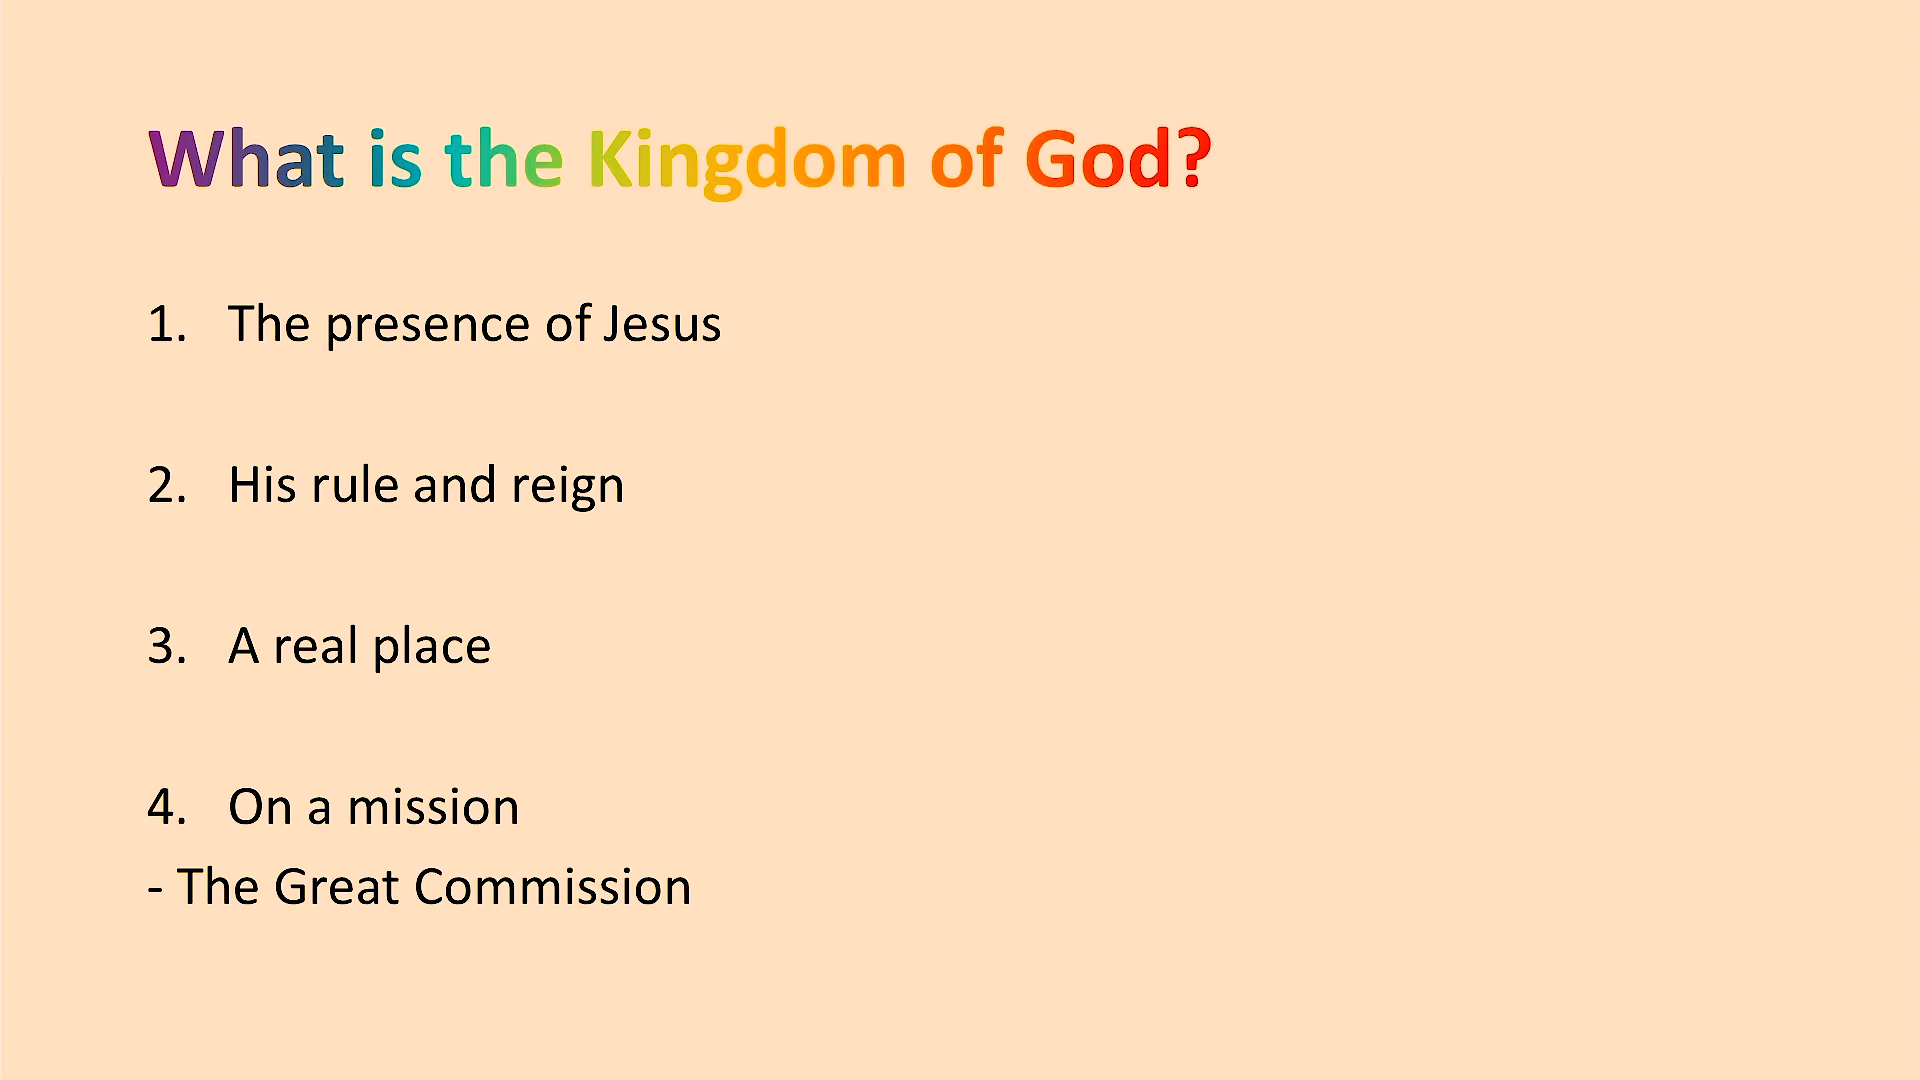 What is the Kingdom of God?
1. The presence of Jesus
2. His rule and reign
3. A real place
4. On a mission
- The Great Commission